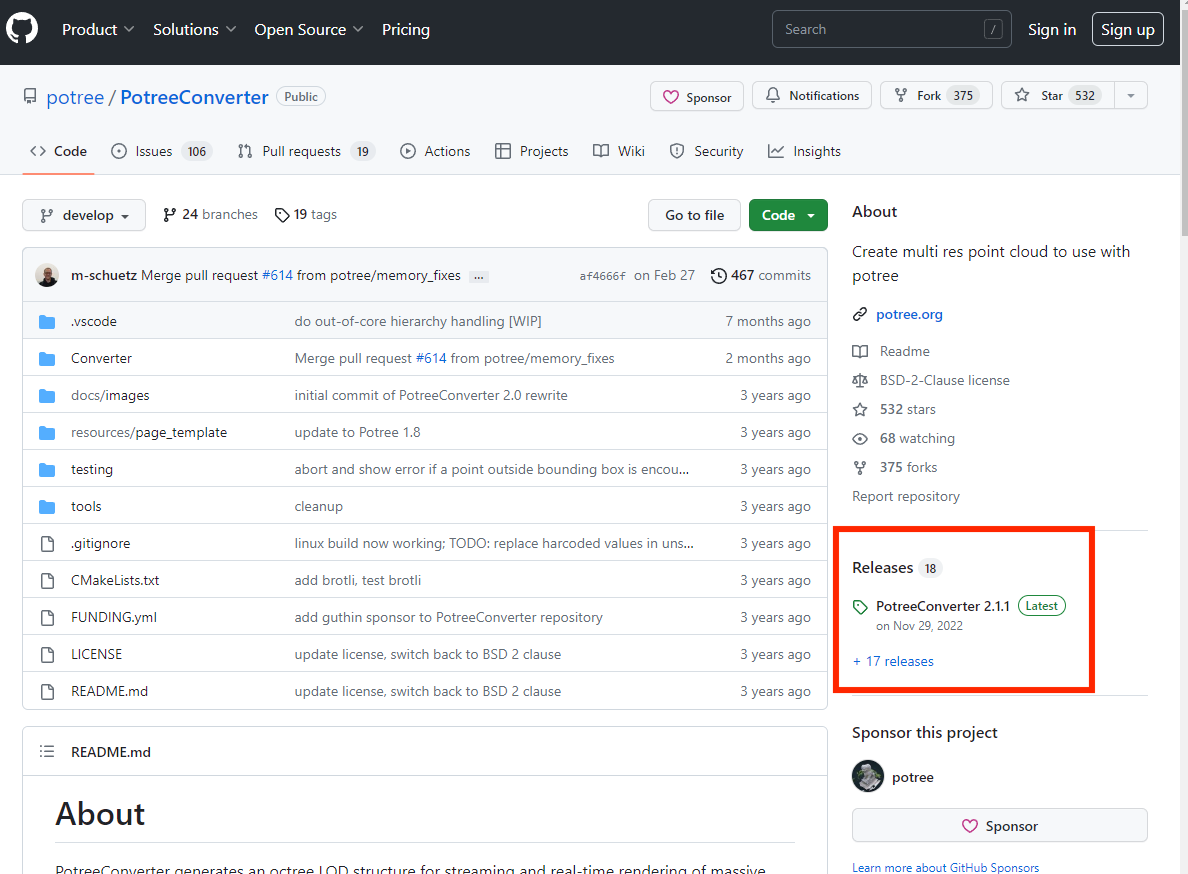 Product Solutions Open Source Pricing Search / Sign in Sign up
potree / PotreeConverter Public Sponsor Notifications Fork 375 Star 532
Code Issues 106 Pull requests 19 Actions Projects Wiki Security Insights
develop 24 branches 19 tags Go to file Code
m-schuetz Merge pull request #614 from potree/memory_fixes ... af4666f on Feb 27 467 commits
.vscode do out-of-core hierarchy handling [WIP] 7 months ago
Converter Merge pull request #614 from potree/memory_fixes 2 months ago
docs/images initial commit of PotreeConverter 2.0 rewrite 3 years ago
resources/page_template update to Potree 1.8 3 years ago
testing abort and show error if a point outside bounding box is encou... 3 years ago
tools cleanup 3 years ago
.gitignore linux build now working; TODO: replace harcoded values in uns... 3 years ago
CMakeLists.txt add brotli, test brotli 3 years ago
FUNDING.yml add guthin sponsor to PotreeConverter repository 3 years ago
LICENSE update license, switch back to BSD 2 clause 3 years ago
README.md update license, switch back to BSD 2 clause 3 years ago
README.md
About
PotreeConverter generates an octree LOD structure for streaming and real-time rendering of massive
About
Create multi res point cloud to use with
potree
potree.org
Readme
BSD-2-Clause license
532 stars
68 watching
375 forks
Report repository
Releases 18
PotreeConverter 2.1.1 Latest
on Nov 29, 2022
+ 17 releases
Sponsor this project
potree
Sponsor
Learn more about GitHub Sponsors